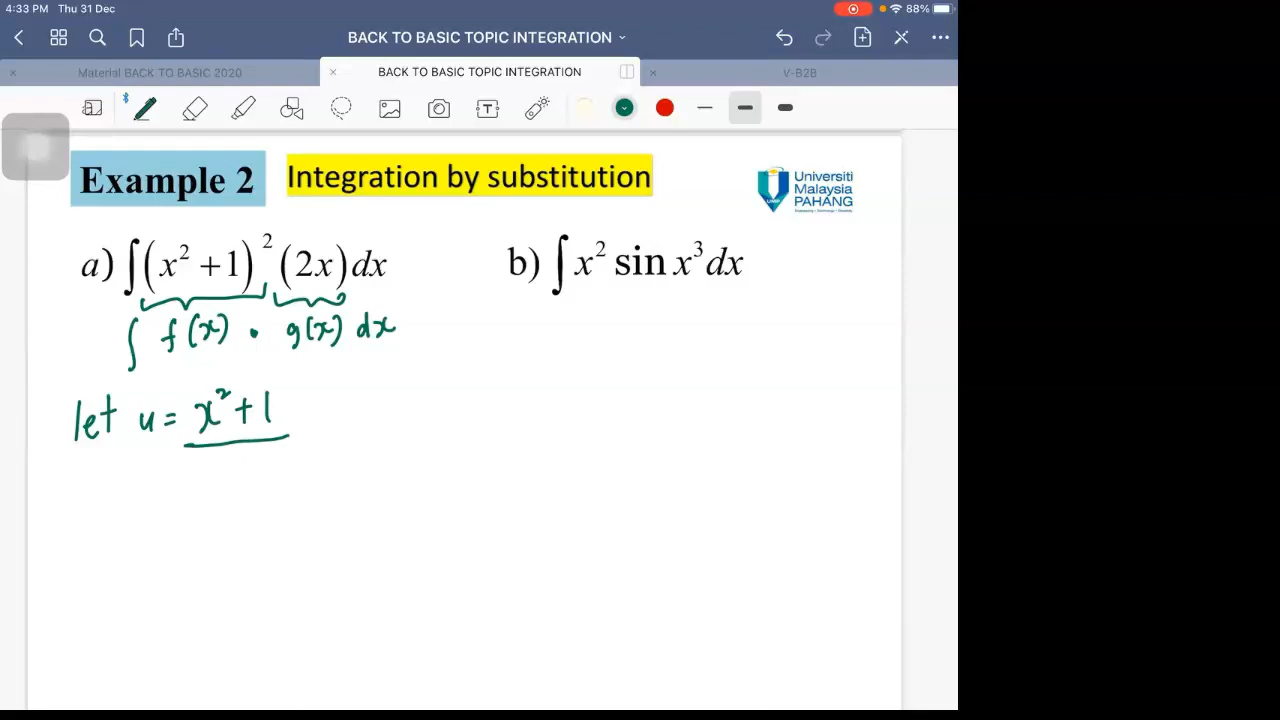 4:33 PM Thu 31 Dec 88%
BACK TO BASIC TOPIC INTEGRATION
Material BACK TO BASIC 2020 BACK TO BASIC TOPIC INTEGRATION V-B2B
Example 2 Integration by substitution
Universiti
Malaysia
PAHANG
a) ∫(x² + 1)² (2x) dx b) ∫ x² sin x³ dx
∫ f(x) • g(x) dx
let u = x² + 1